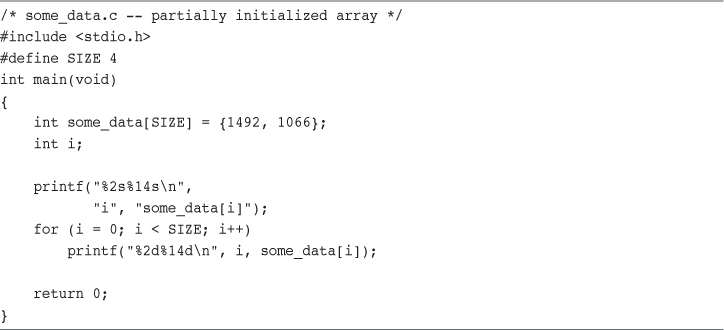 /* some_data.c -- partially initialized array */
#include <stdio.h>
#define SIZE 4
int main(void)
{
    int some_data[SIZE] = {1492, 1066};
    int i;

    printf("%2s%14s\n",
           "i", "some_data[i]");
    for (i = 0; i < SIZE; i++)
        printf("%2d%14d\n", i, some_data[i]);

    return 0;
}